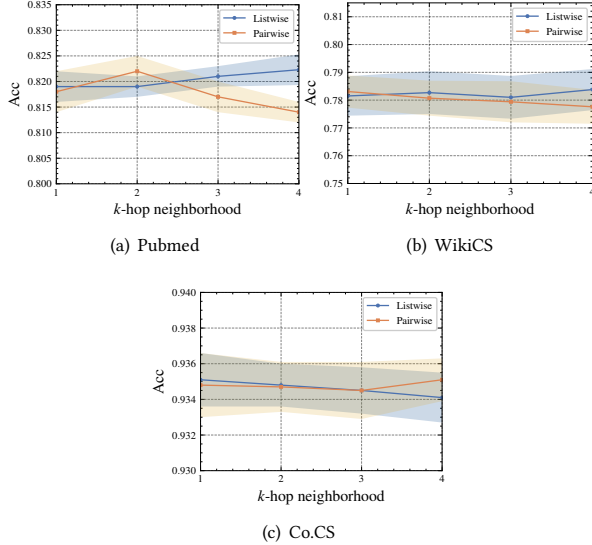 0.835
0.830
0.825
0.820
0.815
0.810
0.805
0.800
Acc
Listwise
Pairwise
1 2 3 4
k-hop neighborhood
(a) Pubmed
0.81
0.80
0.79
0.78
0.77
0.76
0.75
Acc
Listwise
Pairwise
1 2 3 4
k-hop neighborhood
(b) WikiCS
0.940
0.938
0.936
0.934
0.932
0.930
Acc
Listwise
Pairwise
1 2 3 4
k-hop neighborhood
(c) Co.CS